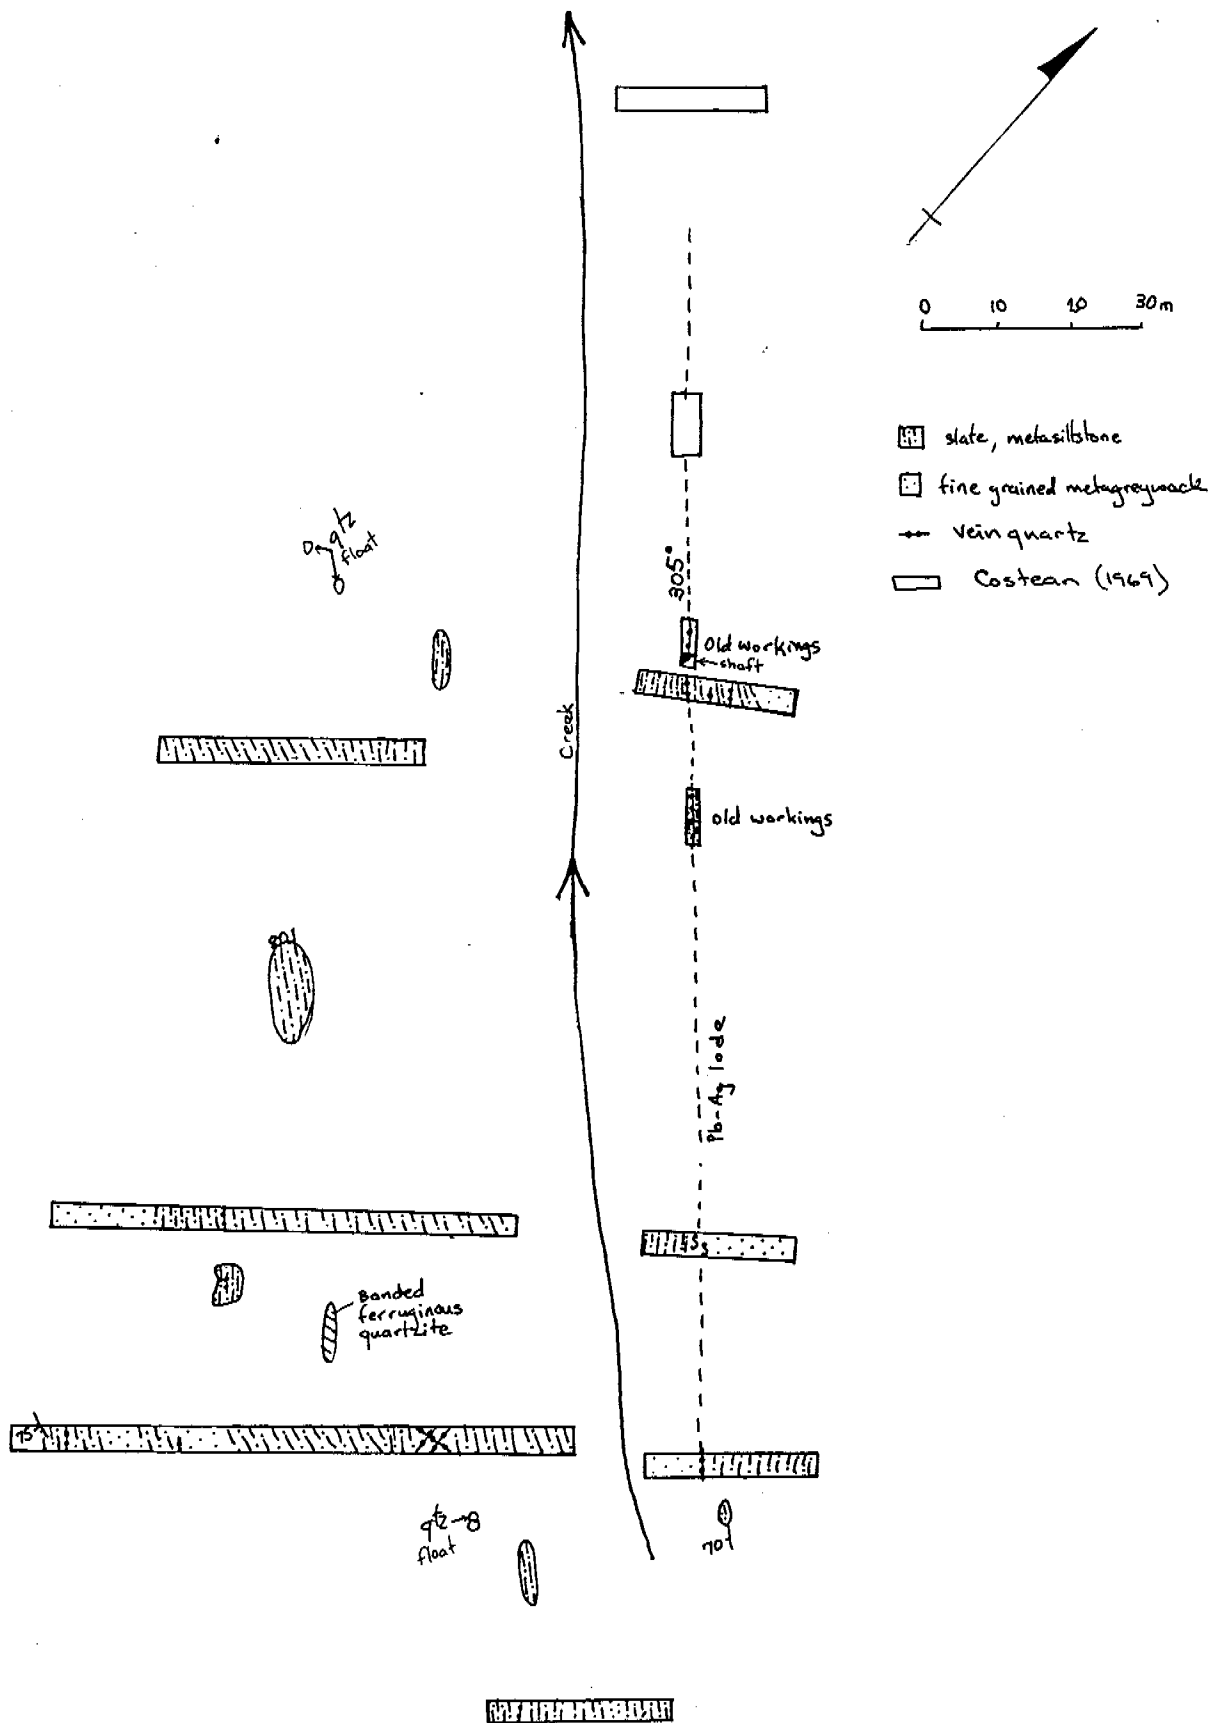 0 10 20 30m
slate, metasiltstone
fine grained metagreywack
vein quartz
Costean (1969)
qtz
float
305°
Old workings
shaft
Creek
old workings
80
Pb-Ag lode
Banded
ferruginous
quartzite
75
qtz
float
70